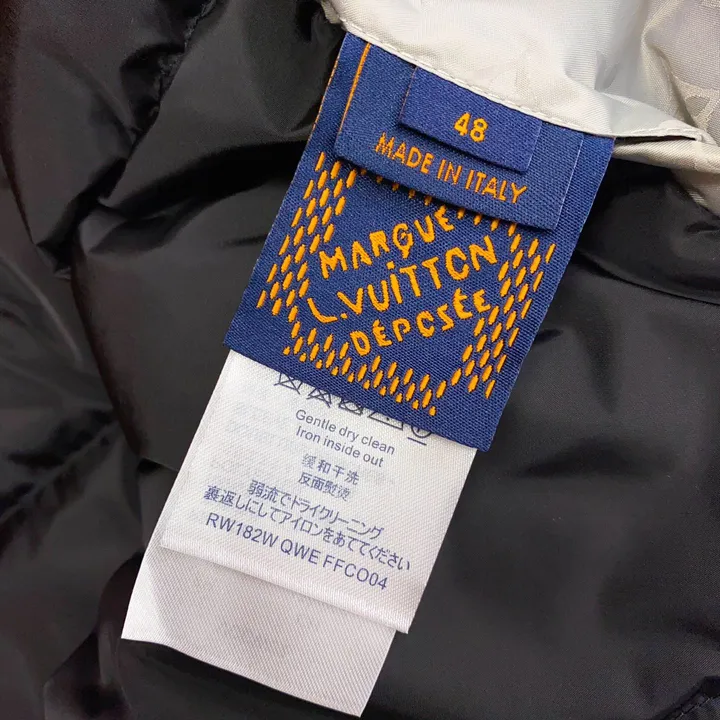 48
MADE IN ITALY
MARQUE
L.VUiTTON
DÉPOSÉE
Gentle dry clean
Iron inside out
缓和干洗
反面熨烫
弱流でドライクリーニング
裏返しにしてアイロンをあててください
RW182W QWE FFCO04